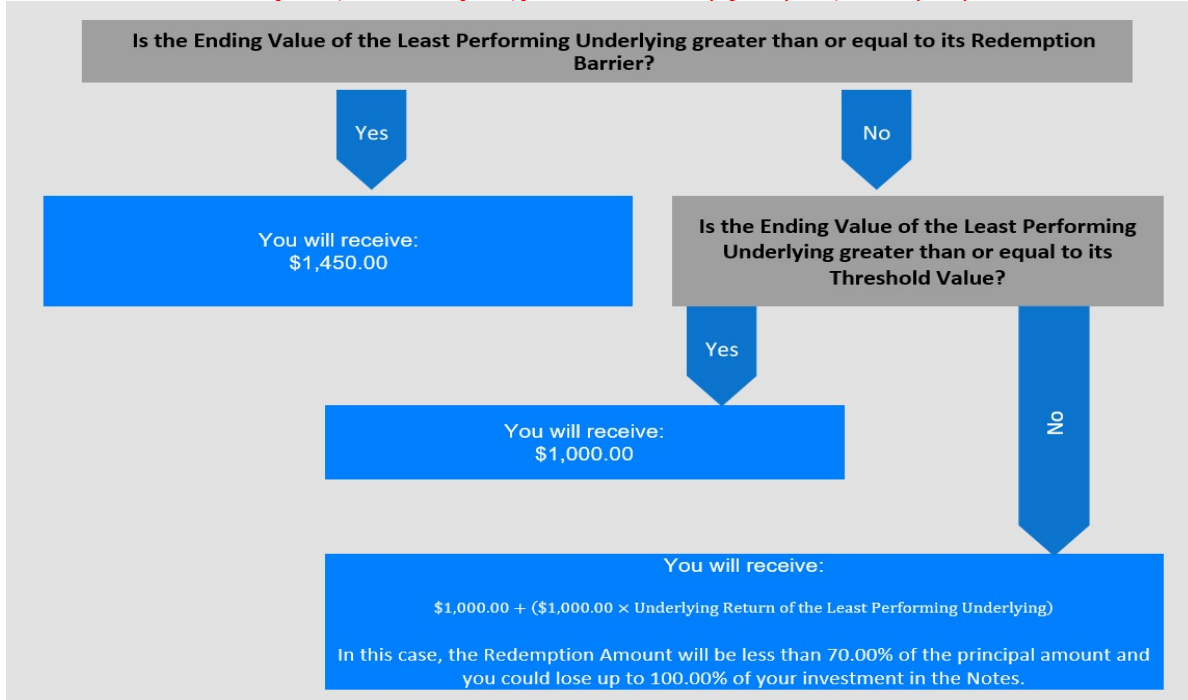 Is the Ending Value of the Least Performing Underlying greater than or equal to its Redemption
Barrier?
Yes
No
You will receive:
$1,450.00
Is the Ending Value of the Least Performing
Underlying greater than or equal to its
Threshold Value?
Yes
No
You will receive:
$1,000.00
You will receive:
$1,000.00 + ($1,000.00 × Underlying Return of the Least Performing Underlying)
In this case, the Redemption Amount will be less than 70.00% of the principal amount and
you could lose up to 100.00% of your investment in the Notes.